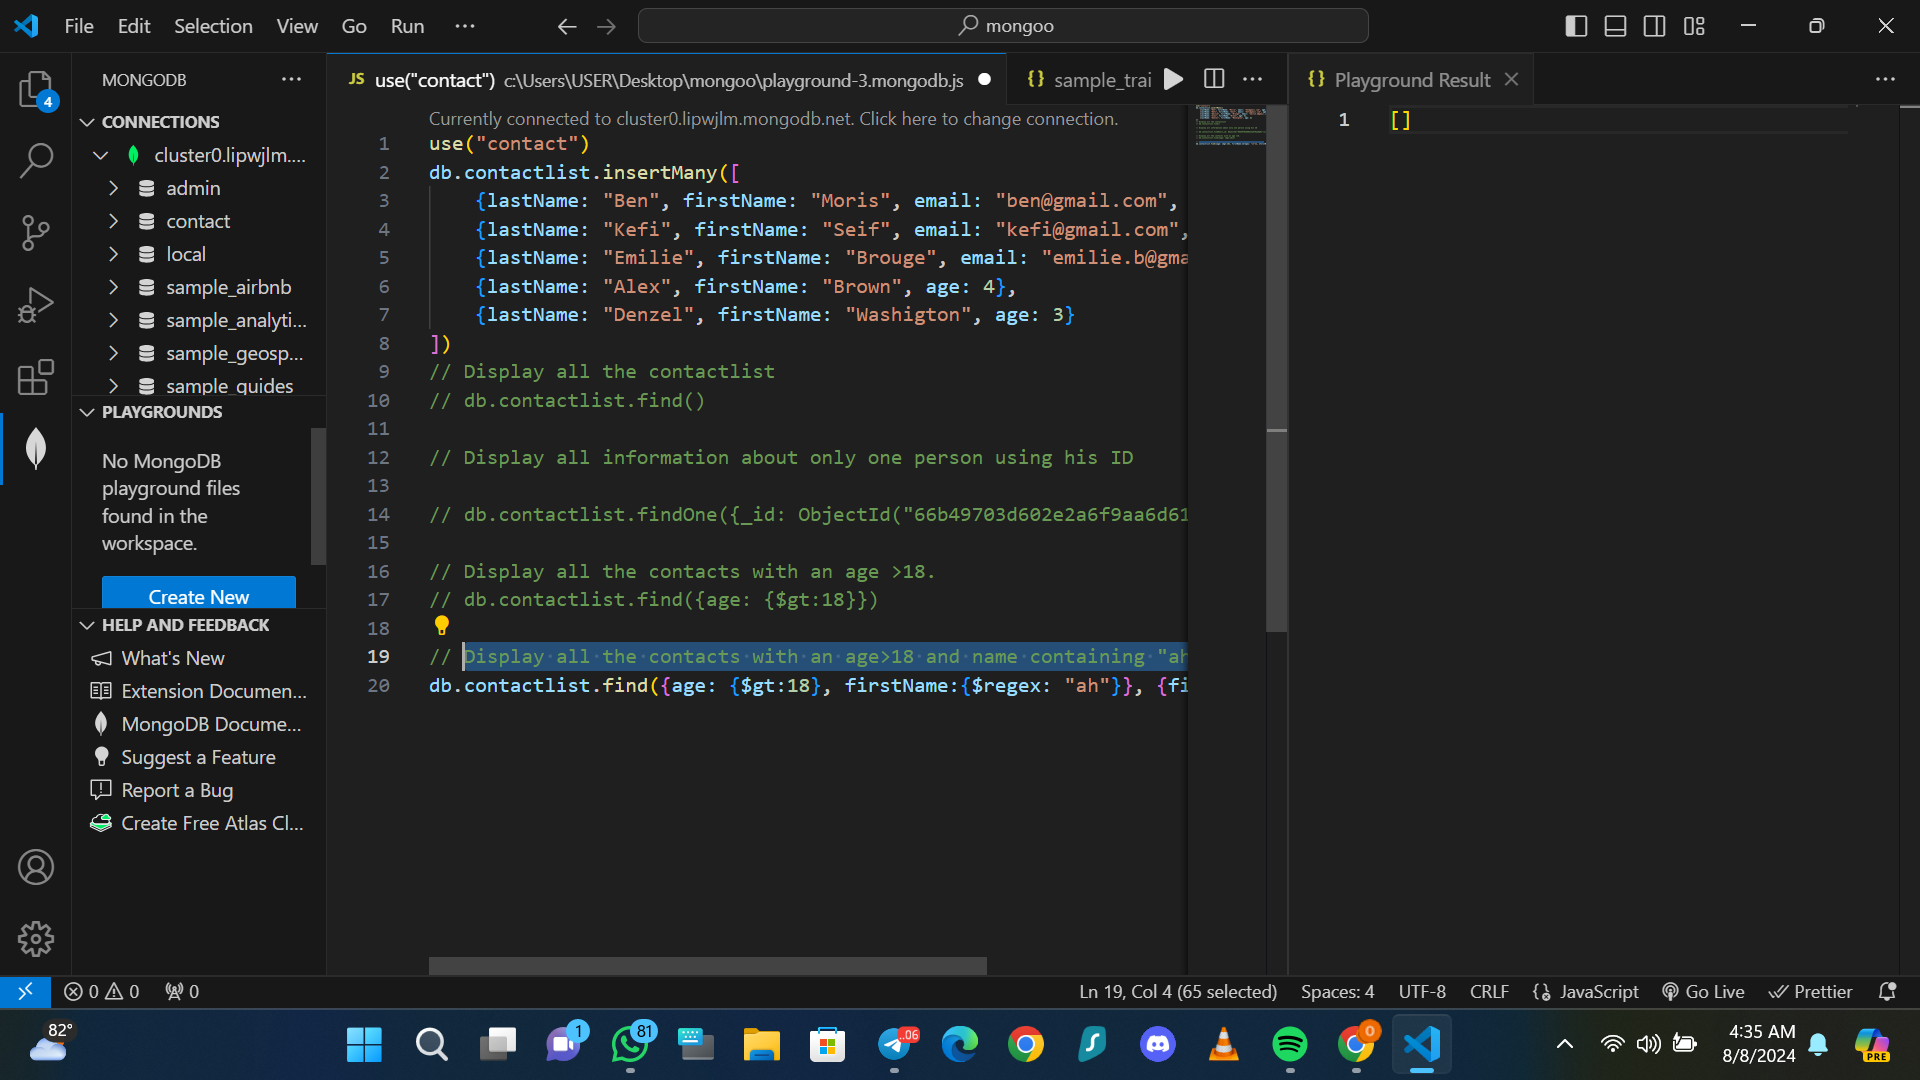 File Edit Selection View Go Run ··· mongoo
MONGODB ···
CONNECTIONS
cluster0.lipwjlm....
admin
contact
local
sample_airbnb
sample_analyti...
sample_geosp...
sample_guides
PLAYGROUNDS
No MongoDB
playground files
found in the
workspace.
Create New
HELP AND FEEDBACK
What's New
Extension Documen...
MongoDB Docume...
Suggest a Feature
Report a Bug
Create Free Atlas Cl...
4
JS use("contact") c:\Users\USER\Desktop\mongoo\playground-3.mongodb.js {} sample_trai ···
Currently connected to cluster0.lipwjlm.mongodb.net. Click here to change connection.
1 use("contact")
2 db.contactlist.insertMany([
3 {lastName: "Ben", firstName: "Moris", email: "ben@gmail.com",
4 {lastName: "Kefi", firstName: "Seif", email: "kefi@gmail.com",
5 {lastName: "Emilie", firstName: "Brouge", email: "emilie.b@gma
6 {lastName: "Alex", firstName: "Brown", age: 4},
7 {lastName: "Denzel", firstName: "Washigton", age: 3}
8 ])
9 // Display all the contactlist
10 // db.contactlist.find()
11
12 // Display all information about only one person using his ID
13
14 // db.contactlist.findOne({_id: ObjectId("66b49703d602e2a6f9aa6d61
15
16 // Display all the contacts with an age >18.
17 // db.contactlist.find({age: {$gt:18}})
18
19 // Display all the contacts with an age>18 and name containing "ah
20 db.contactlist.find({age: {$gt:18}, firstName:{$regex: "ah"}}, {fi
{} Playground Result ···
1 []
0 0 0 Ln 19, Col 4 (65 selected) Spaces: 4 UTF-8 CRLF JavaScript Go Live Prettier
82° 1 81 ..06 0 4:35 AM
8/8/2024 PRE